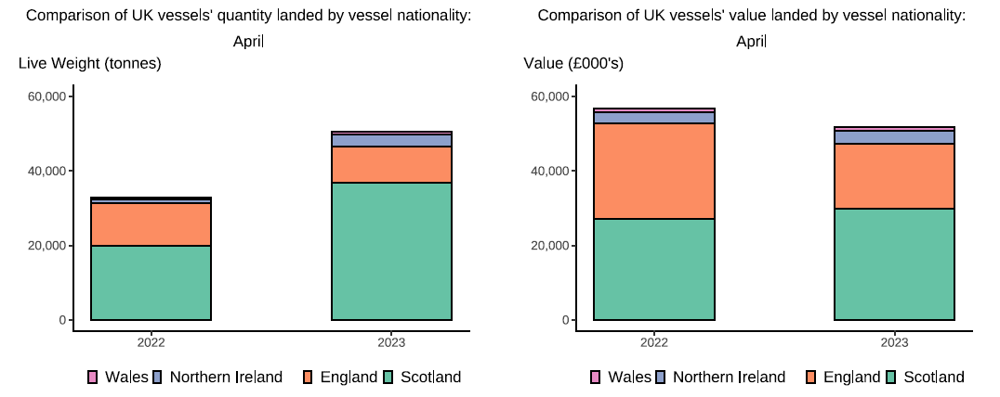 Comparison of UK vessels' quantity landed by vessel nationality:
April
Live Weight (tonnes)
60,000
40,000
20,000
0
2022 2023
Wales Northern Ireland England Scotland
Comparison of UK vessels' value landed by vessel nationality:
April
Value (£000's)
60,000
40,000
20,000
0
2022 2023
Wales Northern Ireland England Scotland